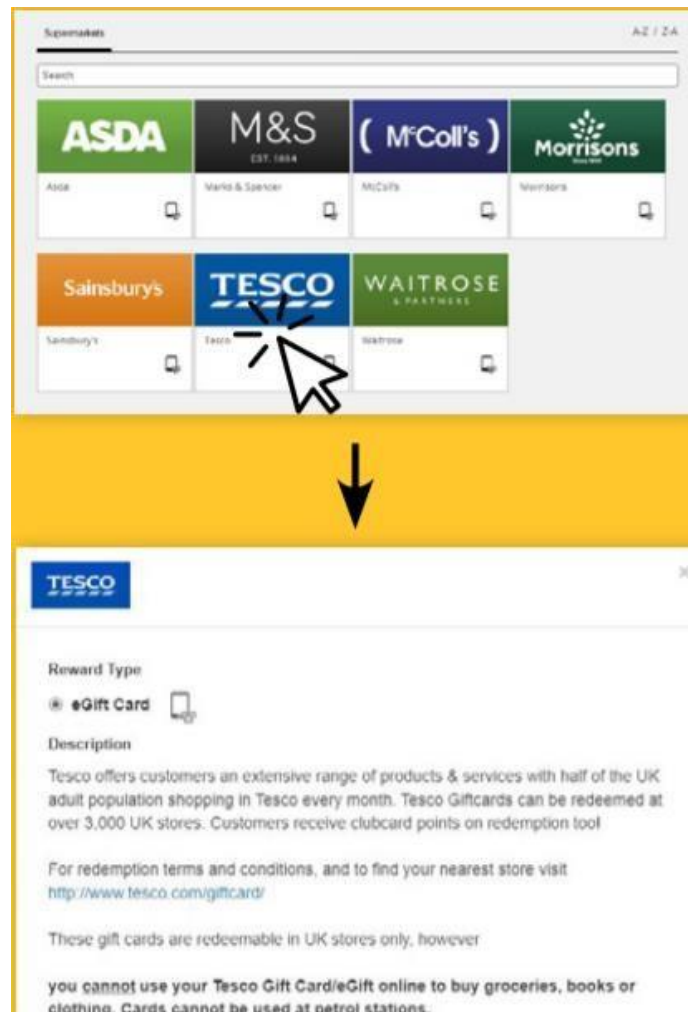 Supermarkets
A-Z / Z-A
Search
ASDA
M&S
EST. 1884
( McColl's )
Morrisons
Since 1899
Asda
Marks & Spencer
McColl's
Morrisons
Sainsbury's
TESCO
WAITROSE
& PARTNERS
Sainsbury's
Tesco
Waitrose
TESCO
×
Reward Type
eGift Card
Description
Tesco offers customers an extensive range of products & services with half of the UK
adult population shopping in Tesco every month. Tesco Giftcards can be redeemed at
over 3,000 UK stores. Customers receive clubcard points on redemption too!
For redemption terms and conditions, and to find your nearest store visit
http://www.tesco.com/giftcard/
These gift cards are redeemable in UK stores only, however
you cannot use your Tesco Gift Card/eGift online to buy groceries, books or
clothing. Cards cannot be used at petrol stations.